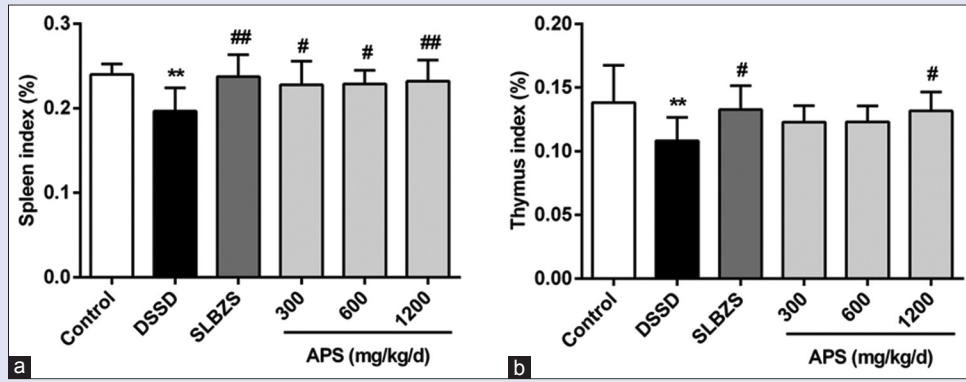 Spleen index (%)
0.3
0.2
0.1
0.0
**
##
#
#
##
Control
DSSD
SLBZS
300
600
1200
APS (mg/kg/d)
a
Thymus index (%)
0.20
0.15
0.10
0.05
0.00
**
#
#
Control
DSSD
SLBZS
300
600
1200
APS (mg/kg/d)
b